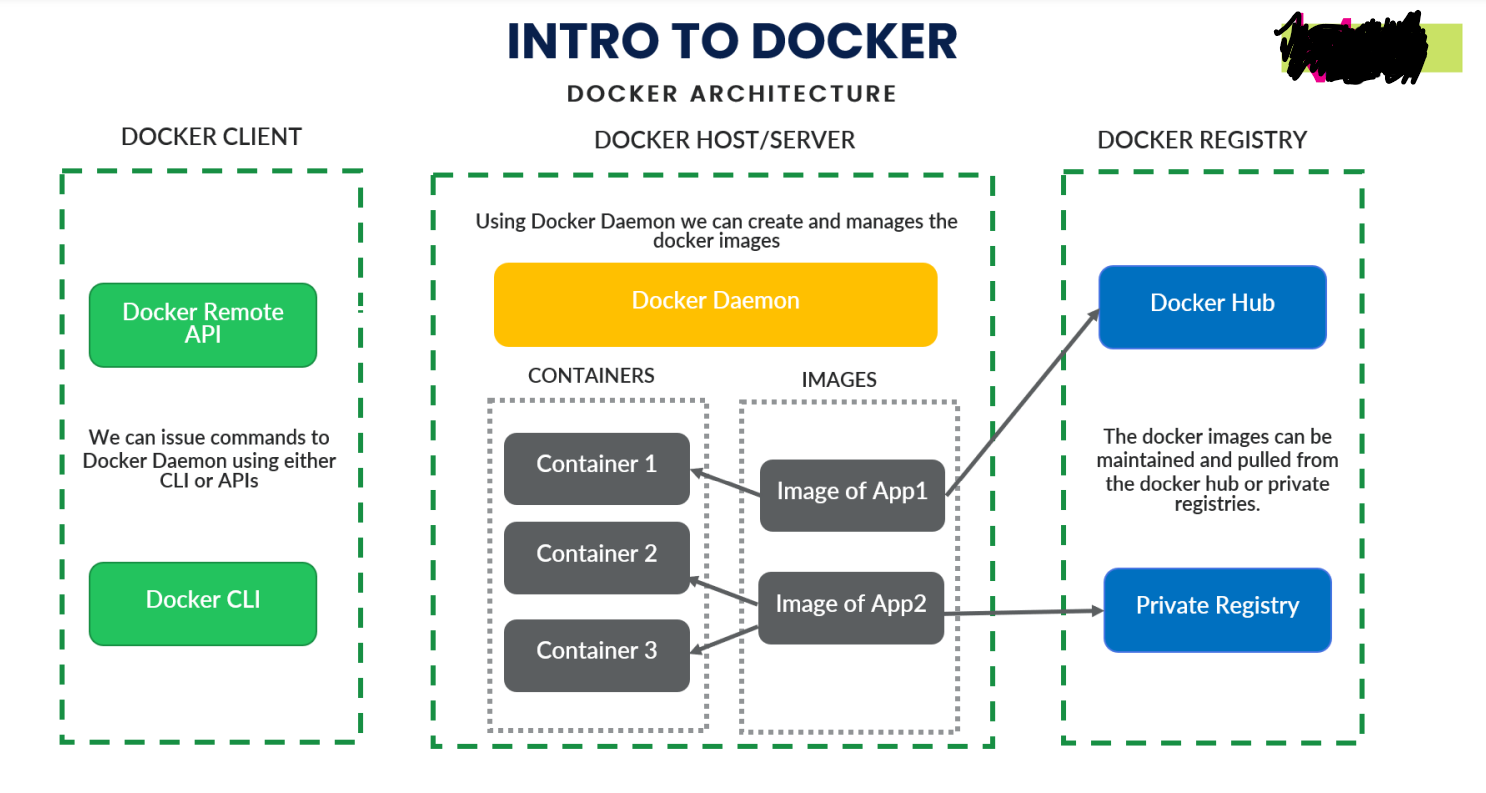 INTRO TO DOCKER
DOCKER ARCHITECTURE
DOCKER CLIENT
Docker Remote
API
We can issue commands to
Docker Daemon using either
CLI or APIs
Docker CLI
DOCKER HOST/SERVER
Using Docker Daemon we can create and manages the
docker images
Docker Daemon
CONTAINERS
Container 1
Container 2
Container 3
IMAGES
Image of App1
Image of App2
DOCKER REGISTRY
Docker Hub
The docker images can be
maintained and pulled from
the docker hub or private
registries.
Private Registry